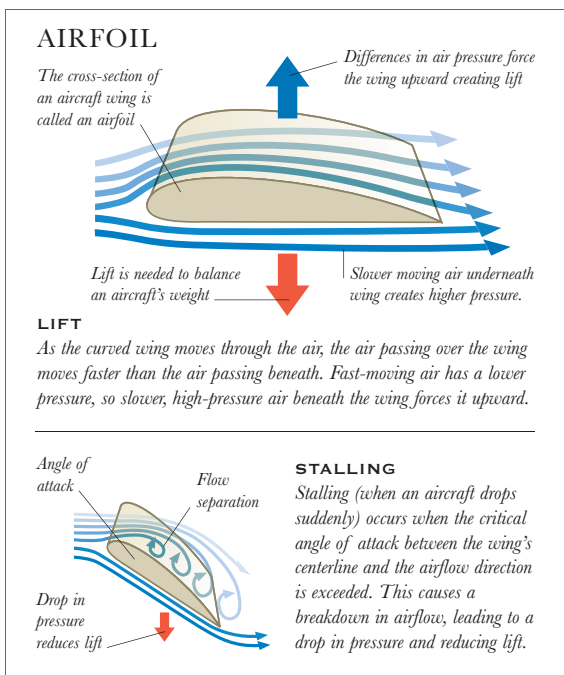 AIRFOIL
The cross-section of
an aircraft wing is
called an airfoil
Differences in air pressure force
the wing upward creating lift
Lift is needed to balance
an aircraft's weight
Slower moving air underneath
wing creates higher pressure.
LIFT
As the curved wing moves through the air, the air passing over the wing
moves faster than the air passing beneath. Fast-moving air has a lower
pressure, so slower, high-pressure air beneath the wing forces it upward.
Angle of
attack
Flow
separation
Drop in
pressure
reduces lift
STALLING
Stalling (when an aircraft drops
suddenly) occurs when the critical
angle of attack between the wing's
centerline and the airflow direction
is exceeded. This causes a
breakdown in airflow, leading to a
drop in pressure and reducing lift.